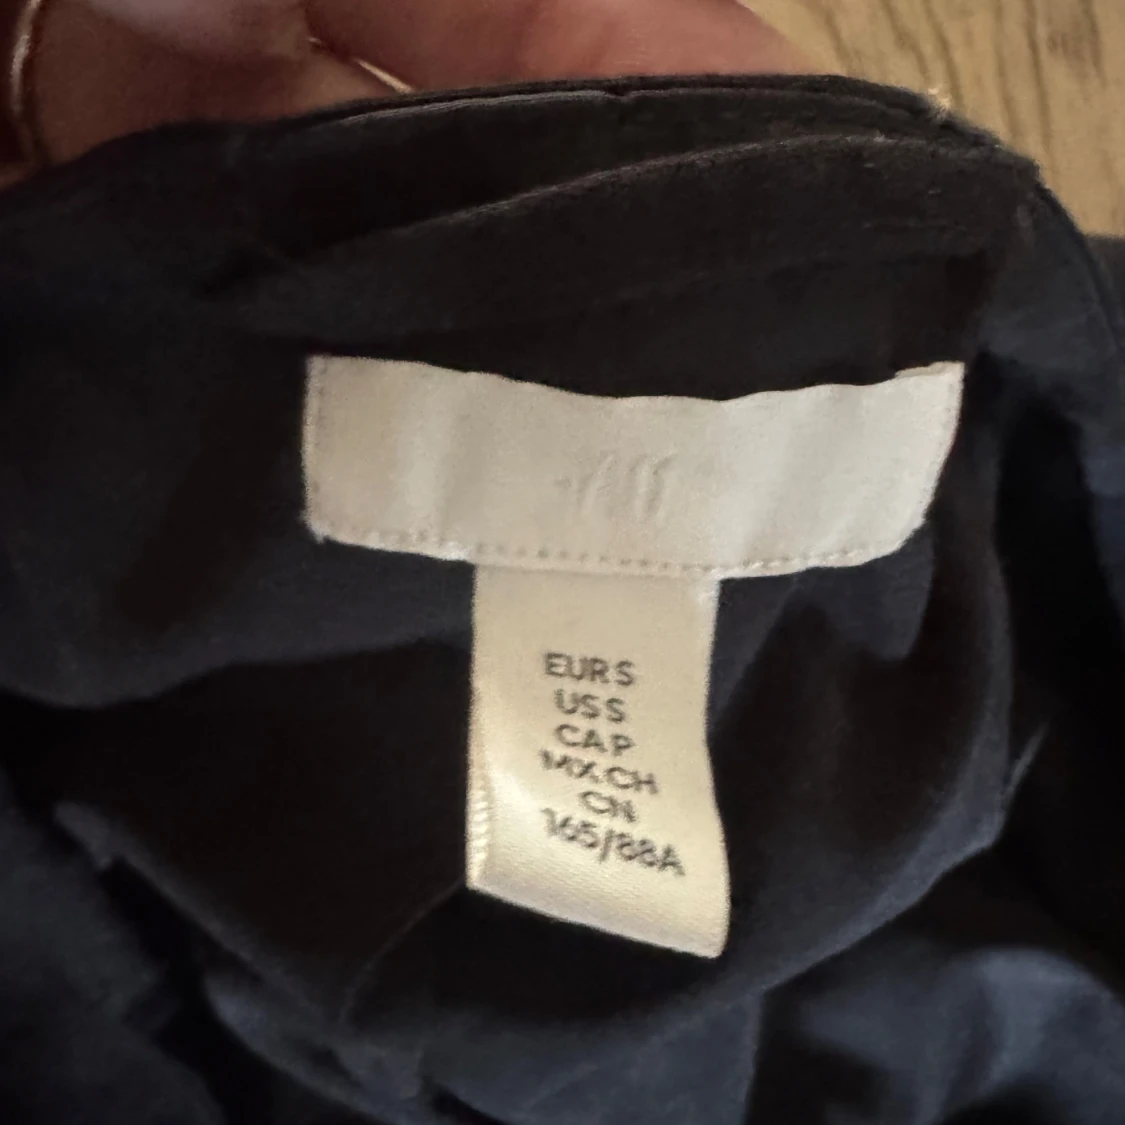 EUR S
US S
CA P
MX CH
CN
165/88A